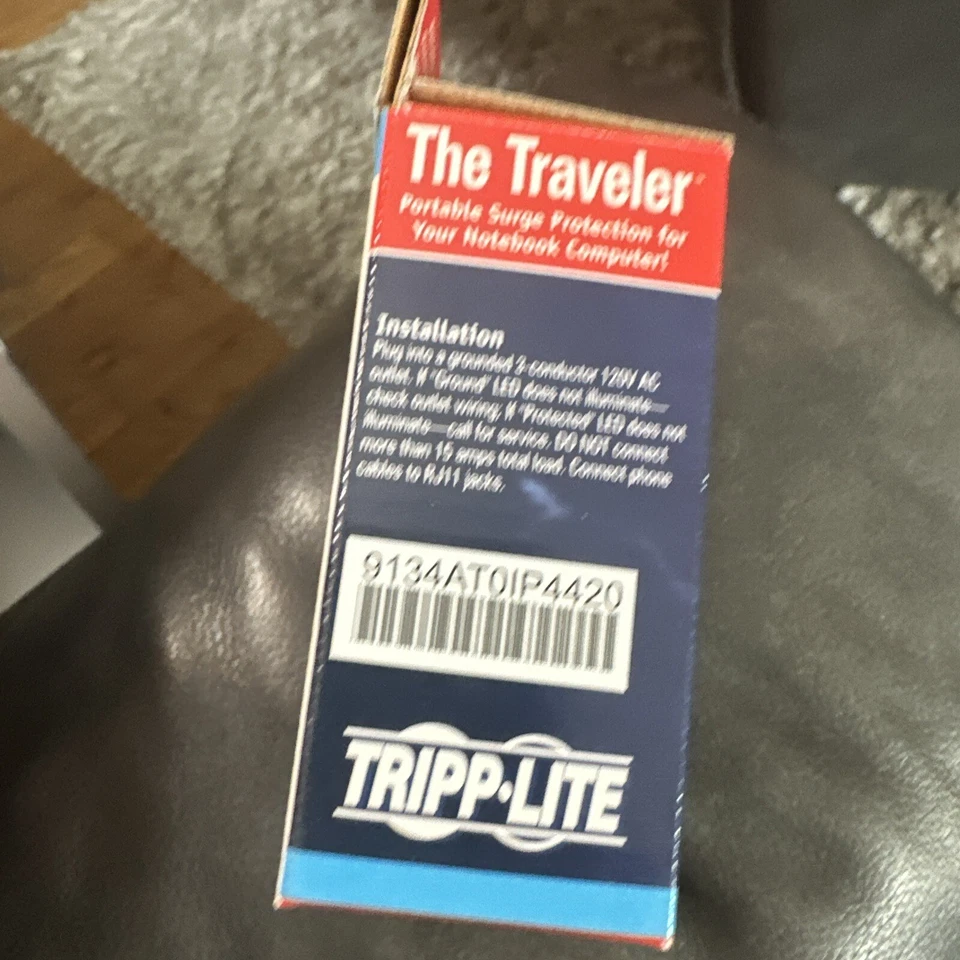 The Traveler
Portable Surge Protection for
Your Notebook Computer!
Installation
Plug into a grounded 3-conductor 120V AC
outlet. If "Ground" LED does not illuminate—
check outlet wiring. If "Protected" LED does not
illuminate—call for service. DO NOT connect
more than 15 amps total load. Connect phone
cables to RJ11 jacks.
9134AT0IP4420
TRIPP·LITE